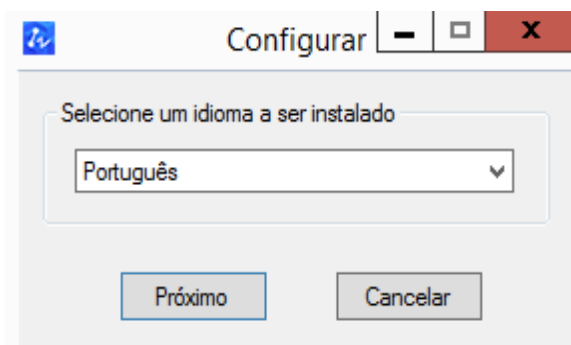 Configurar
Selecione um idioma a ser instalado
Português
Próximo
Cancelar